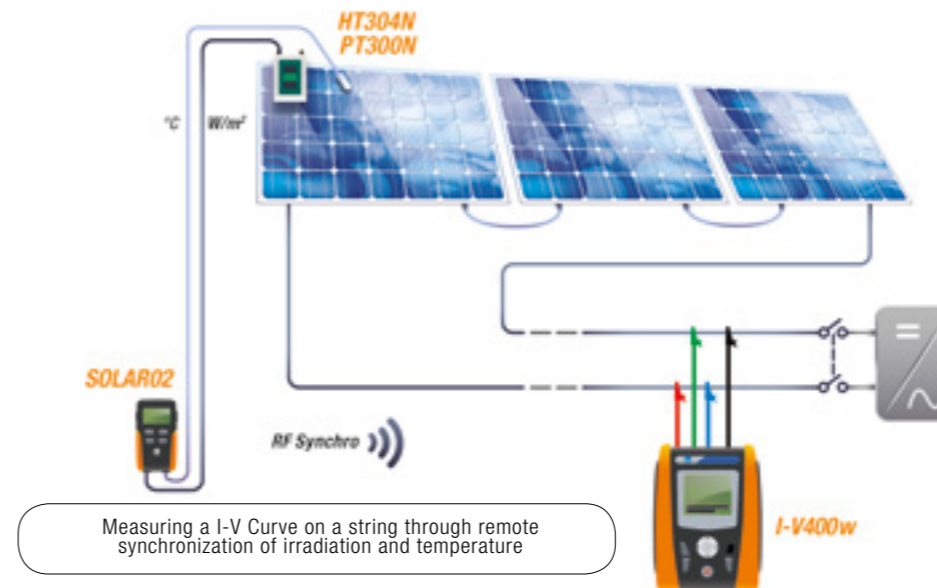 HT304N
PT300N
°C
W/m²
SOLAR02
RF Synchro
I-V400w
Measuring a I-V Curve on a string through remote
synchronization of irradiation and temperature